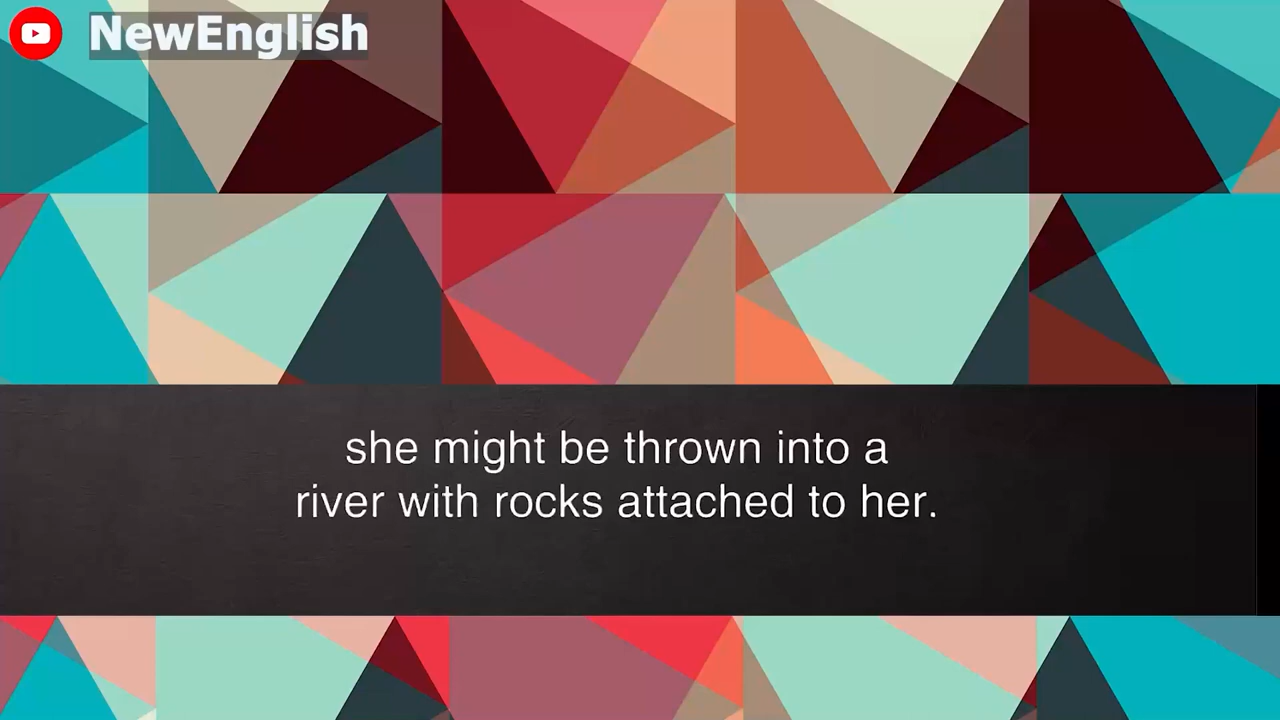 NewEnglish
she might be thrown into a
river with rocks attached to her.